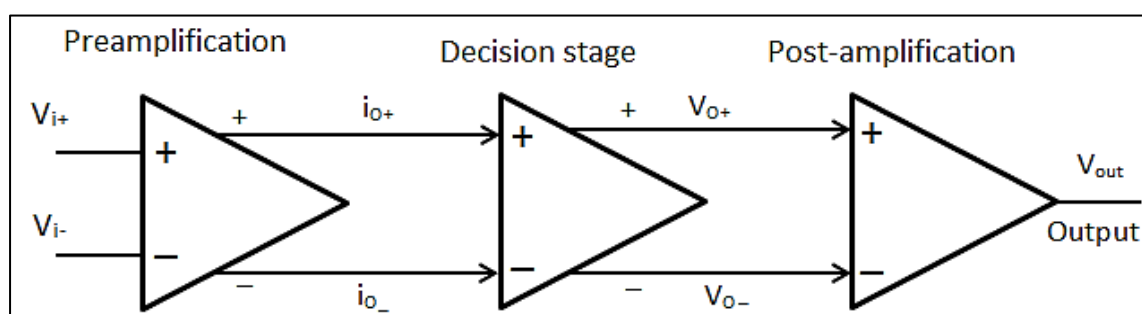 Preamplification
Decision stage
Post-amplification
Vi+
+
iO+
+
VO+
+
+
+
Vout
Vi-
−
−
−
Output
−
iO_
−
VO−